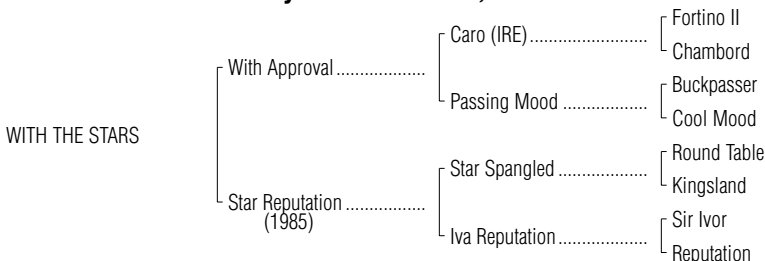 Fortino II
Caro (IRE)
Chambord
With Approval
Buckpasser
Passing Mood
Cool Mood
WITH THE STARS
Round Table
Star Spangled
Kingsland
Star Reputation
(1985)
Sir Ivor
Iva Reputation
Reputation